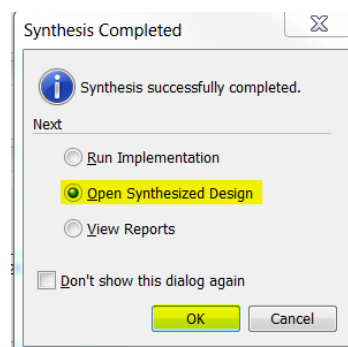 Synthesis Completed
Synthesis successfully completed.
Next
Run Implementation
Open Synthesized Design
View Reports
Don't show this dialog again
OK Cancel